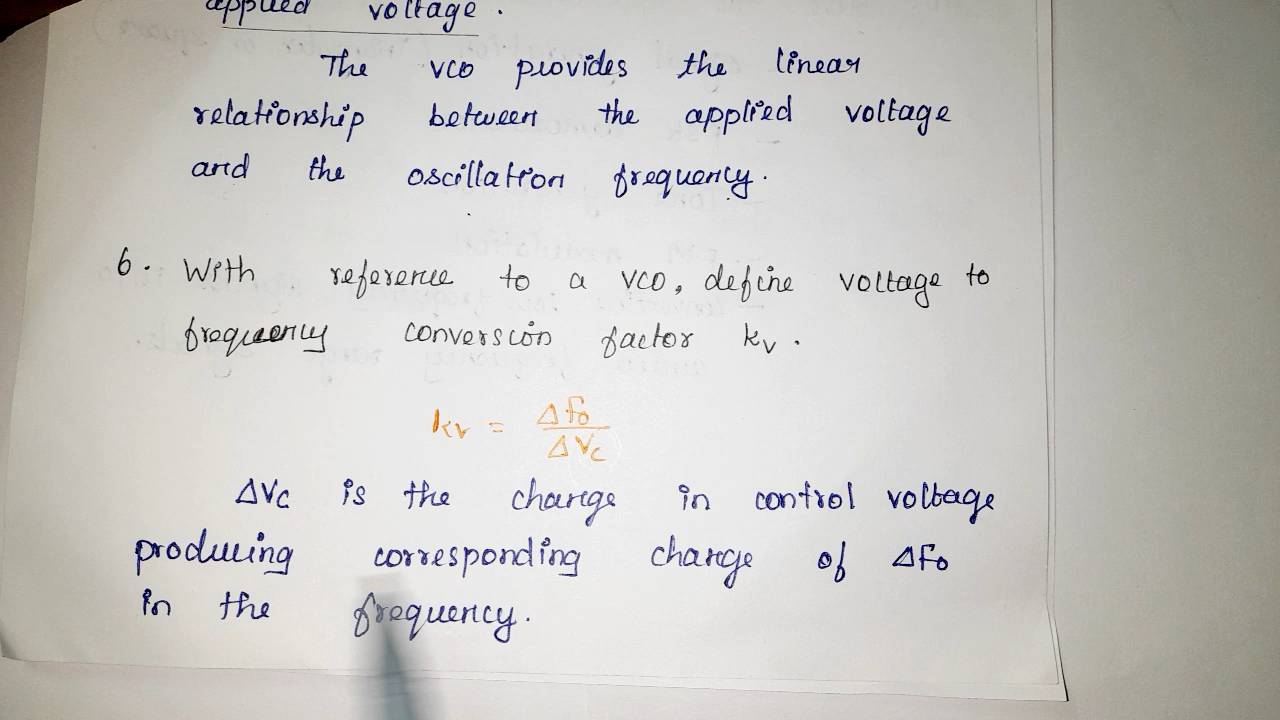 applied voltage.
The VCO provides the linear
relationship between the applied voltage
and the oscillation frequency.
6. With reference to a VCO, define voltage to
frequency conversion factor Kv.
Kv = Δfo / ΔVc
ΔVc is the change in control voltage
producing corresponding change of Δfo
in the frequency.